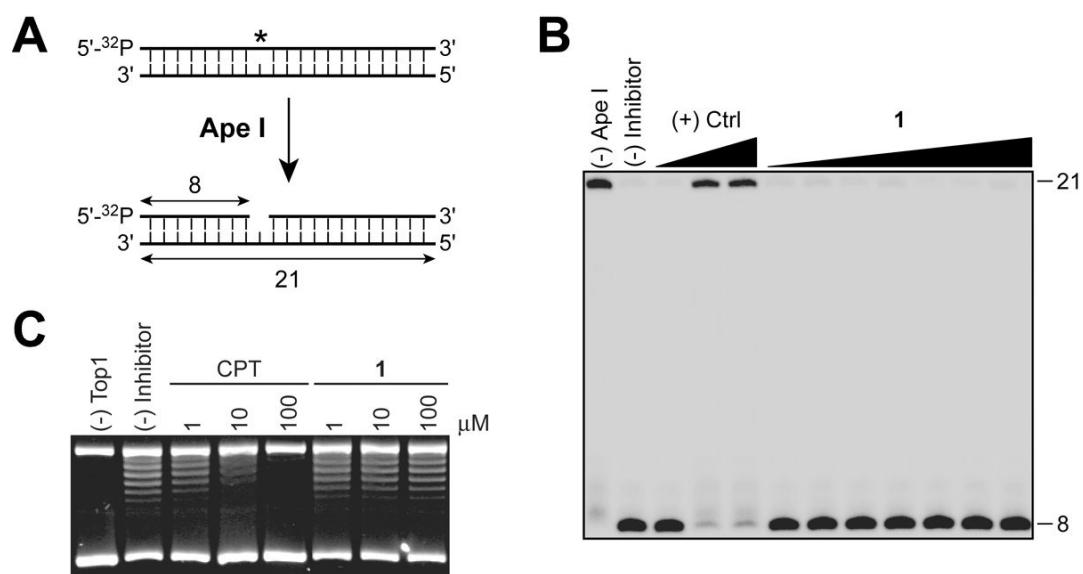 A
*
5'-³²P 3'
3' 5'
Ape I
8
5'-³²P 3'
3' 5'
21
B
(-) Ape I
(-) Inhibitor
(+) Ctrl
1
21
8
C
(-) Top1
(-) Inhibitor
CPT
1
1 10 100 1 10 100 μM